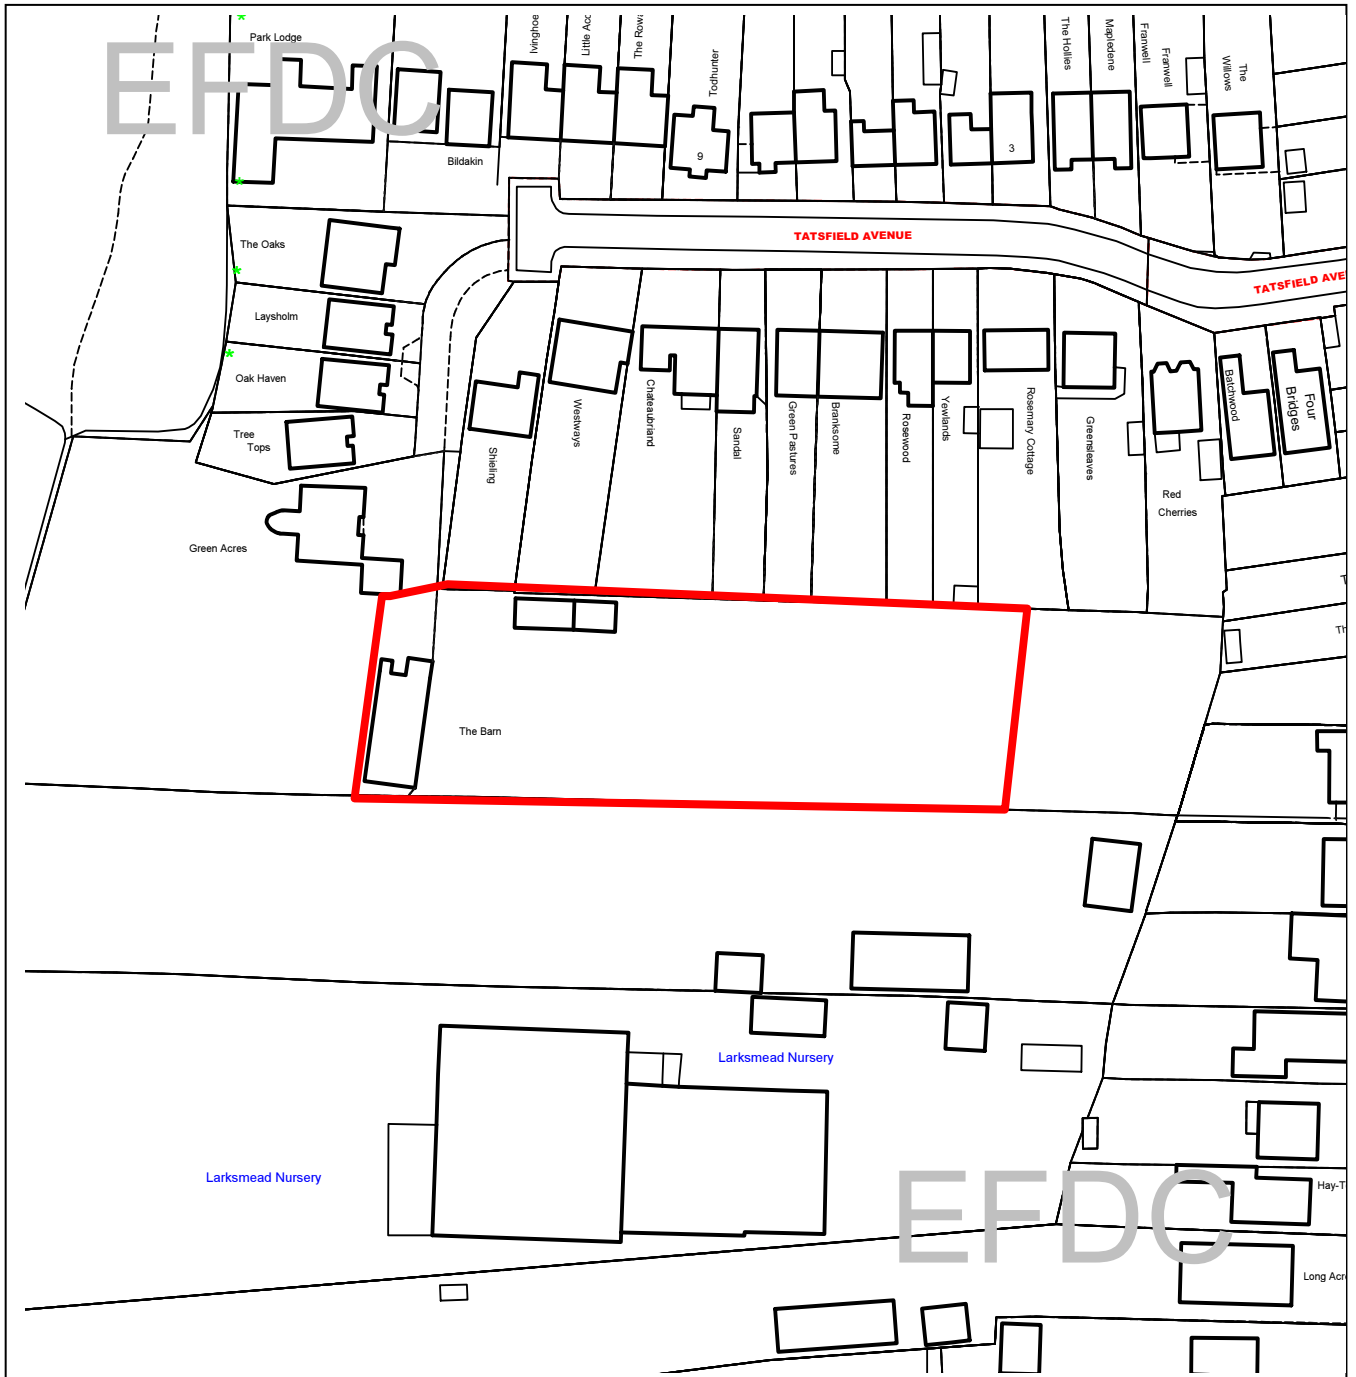 EFDC
Park Lodge
Ivinghoe
Little Acc
The Rowa
Todhunter
The Hollies
Mapledene
Franwell
Franwell
The
Willows
9
3
Bildakin
TATSFIELD AVENUE
TATSFIELD AVE
The Oaks
Laysholm
Oak Haven
Tree
Tops
Green Acres
Shieling
Westways
Chateaubriand
Sandal
Green Pastures
Branksome
Rosewood
Yewlands
Rosemary Cottage
Greensleaves
Red
Cherries
Batchwood
Four
Bridges
T
Th
The Barn
Larksmead Nursery
Larksmead Nursery
EFDC
Hay-T
Long Acre